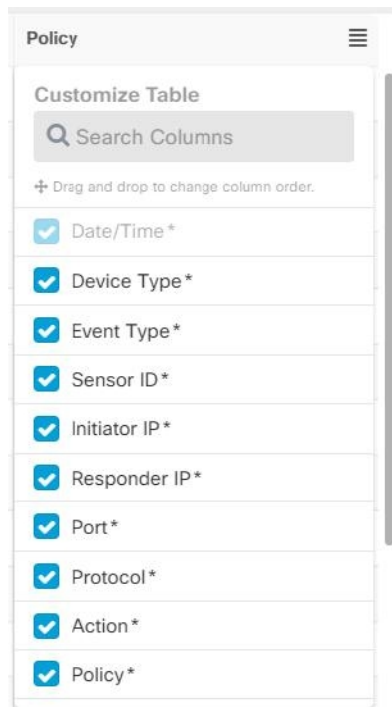 Policy
Customize Table
Search Columns
Drag and drop to change column order.
Date/Time*
Device Type*
Event Type*
Sensor ID*
Initiator IP*
Responder IP*
Port*
Protocol*
Action*
Policy*